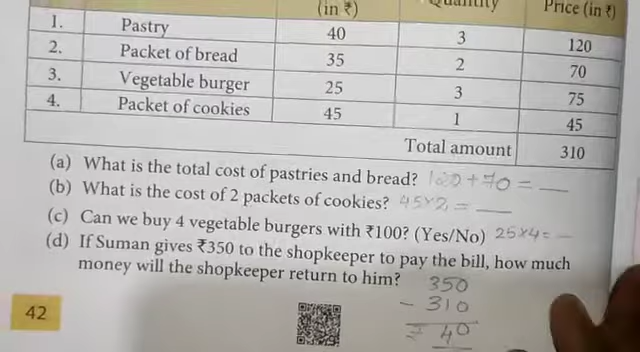 (in ₹) Quantity Price (in ₹)
1. Pastry 40 3 120
2. Packet of bread 35 2 70
3. Vegetable burger 25 3 75
4. Packet of cookies 45 1 45
Total amount 310
(a) What is the total cost of pastries and bread? 120+70 = __
(b) What is the cost of 2 packets of cookies? 45×2 = __
(c) Can we buy 4 vegetable burgers with ₹100? (Yes/No) 25×4= _
(d) If Suman gives ₹350 to the shopkeeper to pay the bill, how much
money will the shopkeeper return to him? 350
- 310
₹ 40
42